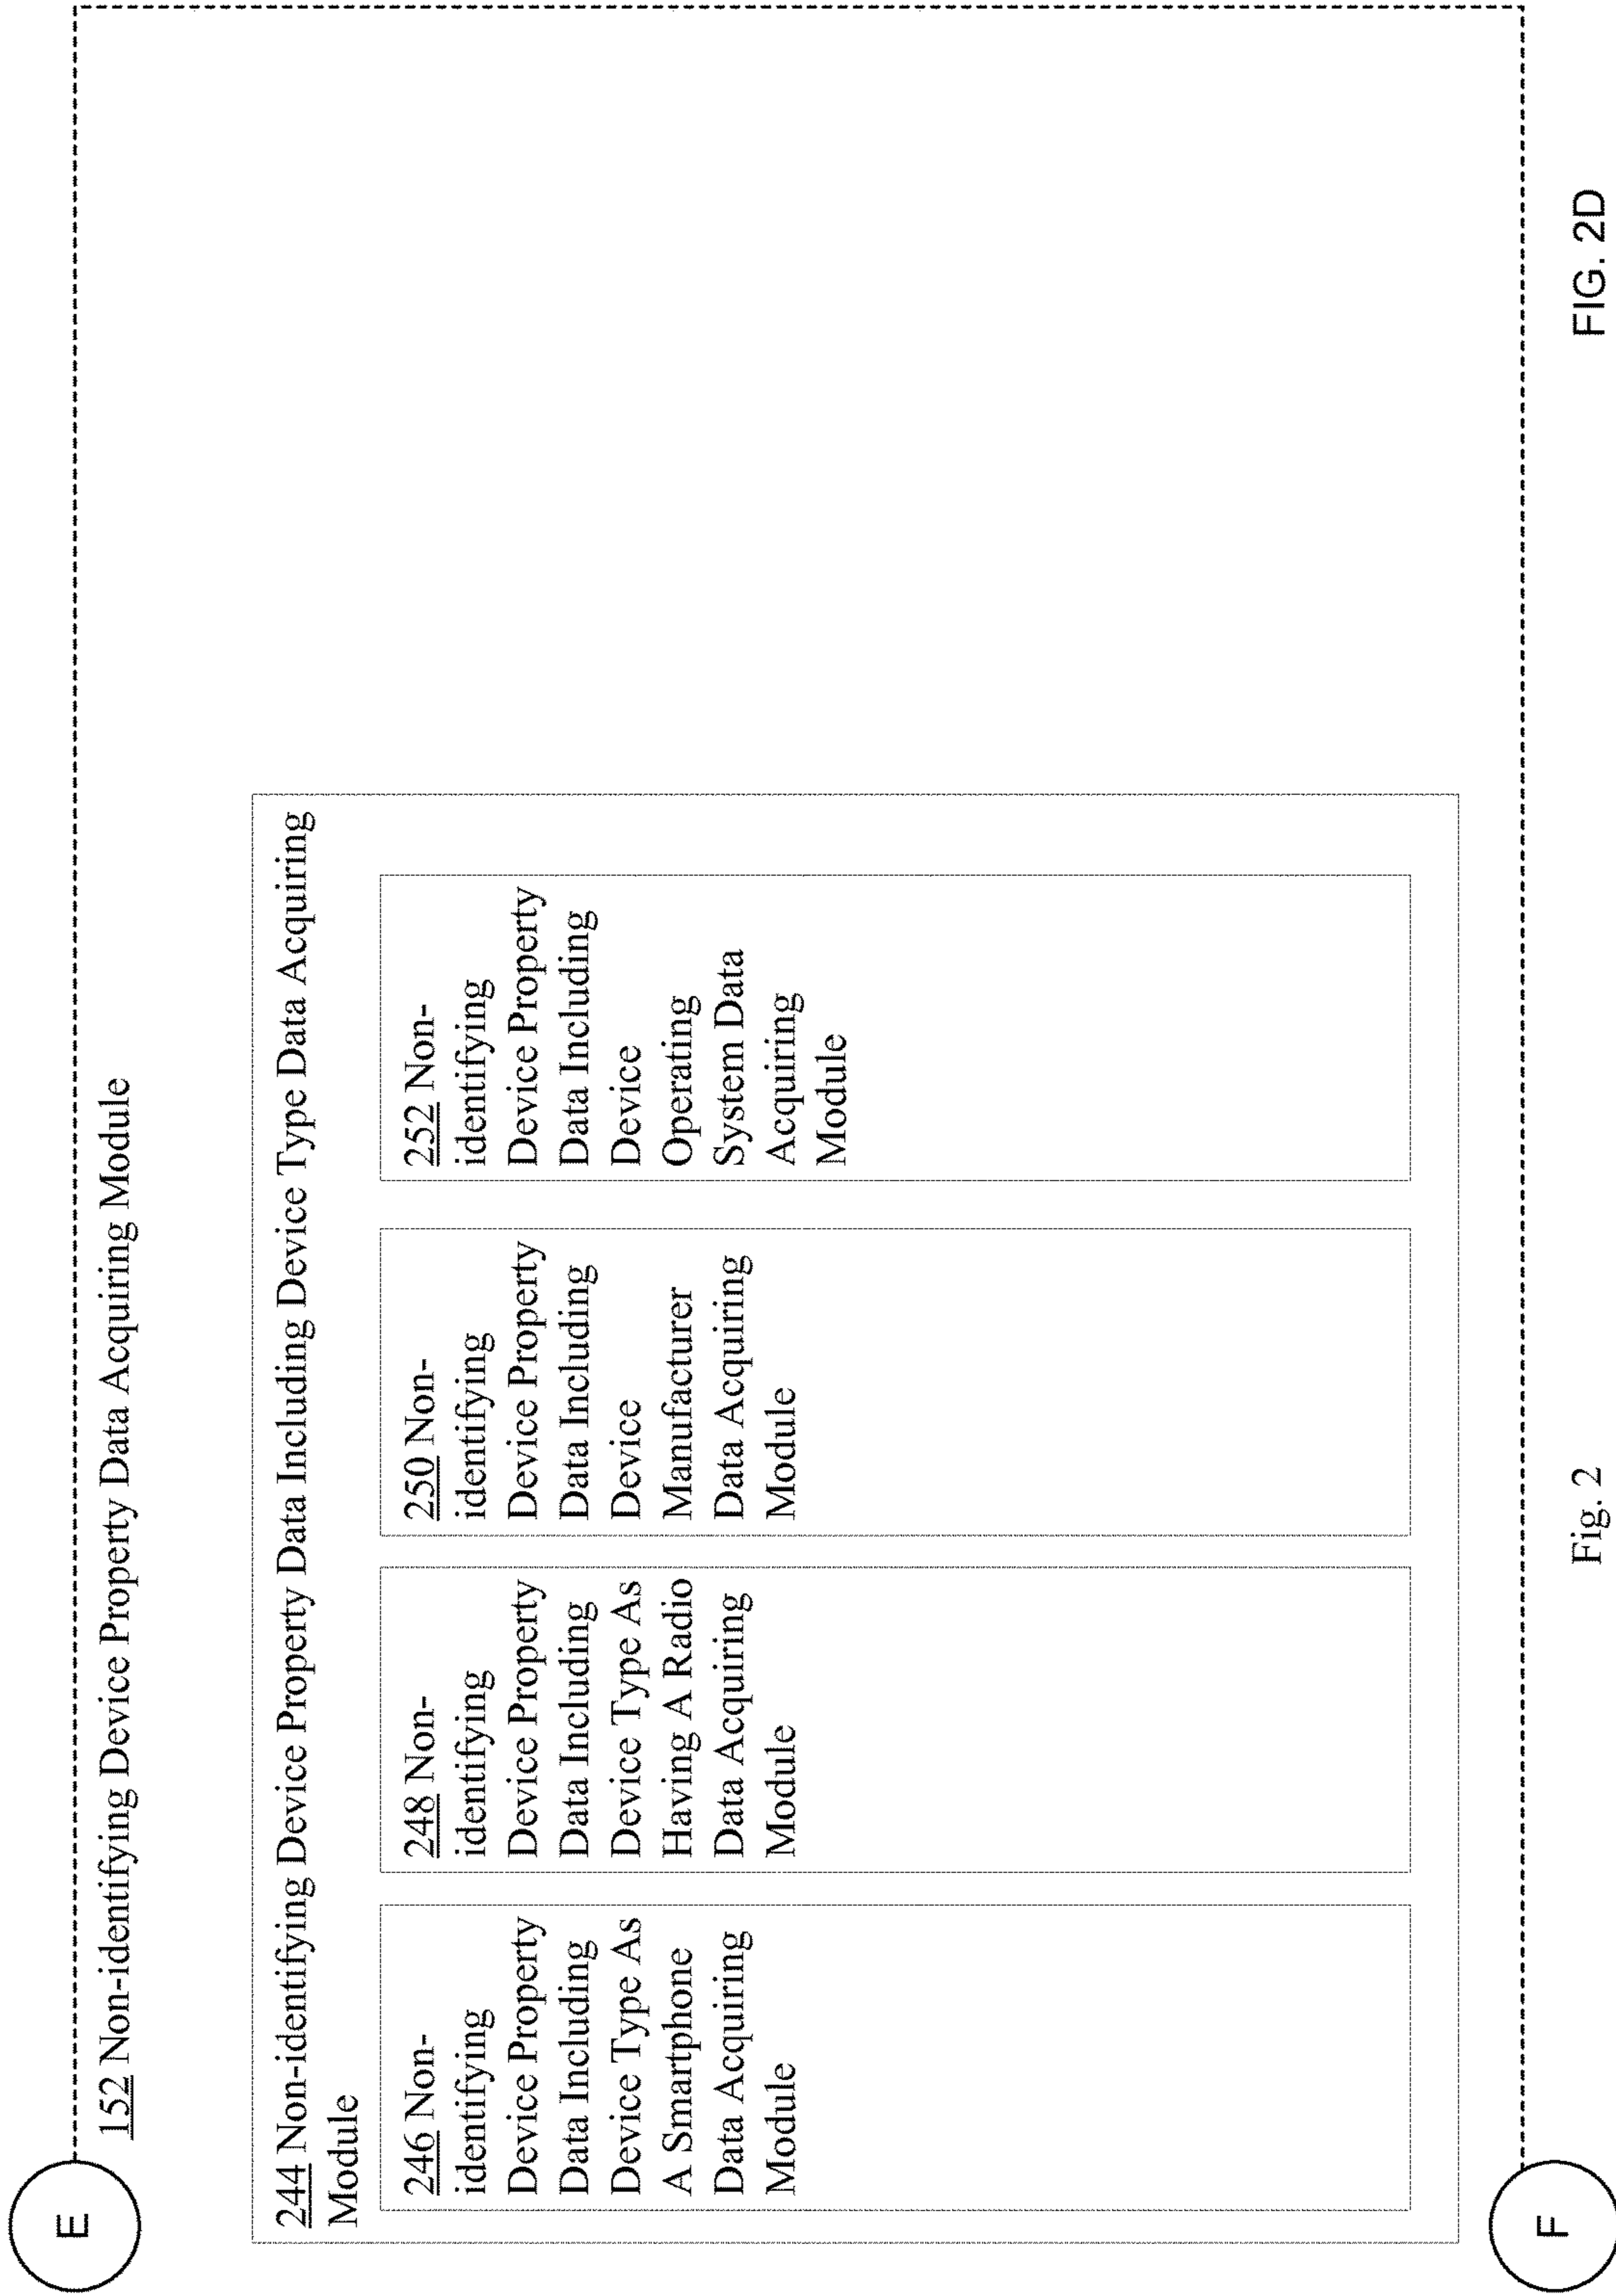 E
152 Non-identifying Device Property Data Acquiring Module
244 Non-identifying Device Property Data Including Device Type Data Acquiring
Module
246 Non-
identifying
Device Property
Data Including
Device Type As
A Smartphone
Data Acquiring
Module
248 Non-
identifying
Device Property
Data Including
Device Type As
Having A Radio
Data Acquiring
Module
250 Non-
identifying
Device Property
Data Including
Device
Manufacturer
Data Acquiring
Module
252 Non-
identifying
Device Property
Data Including
Device
Operating
System Data
Acquiring
Module
F
Fig. 2
FIG. 2D